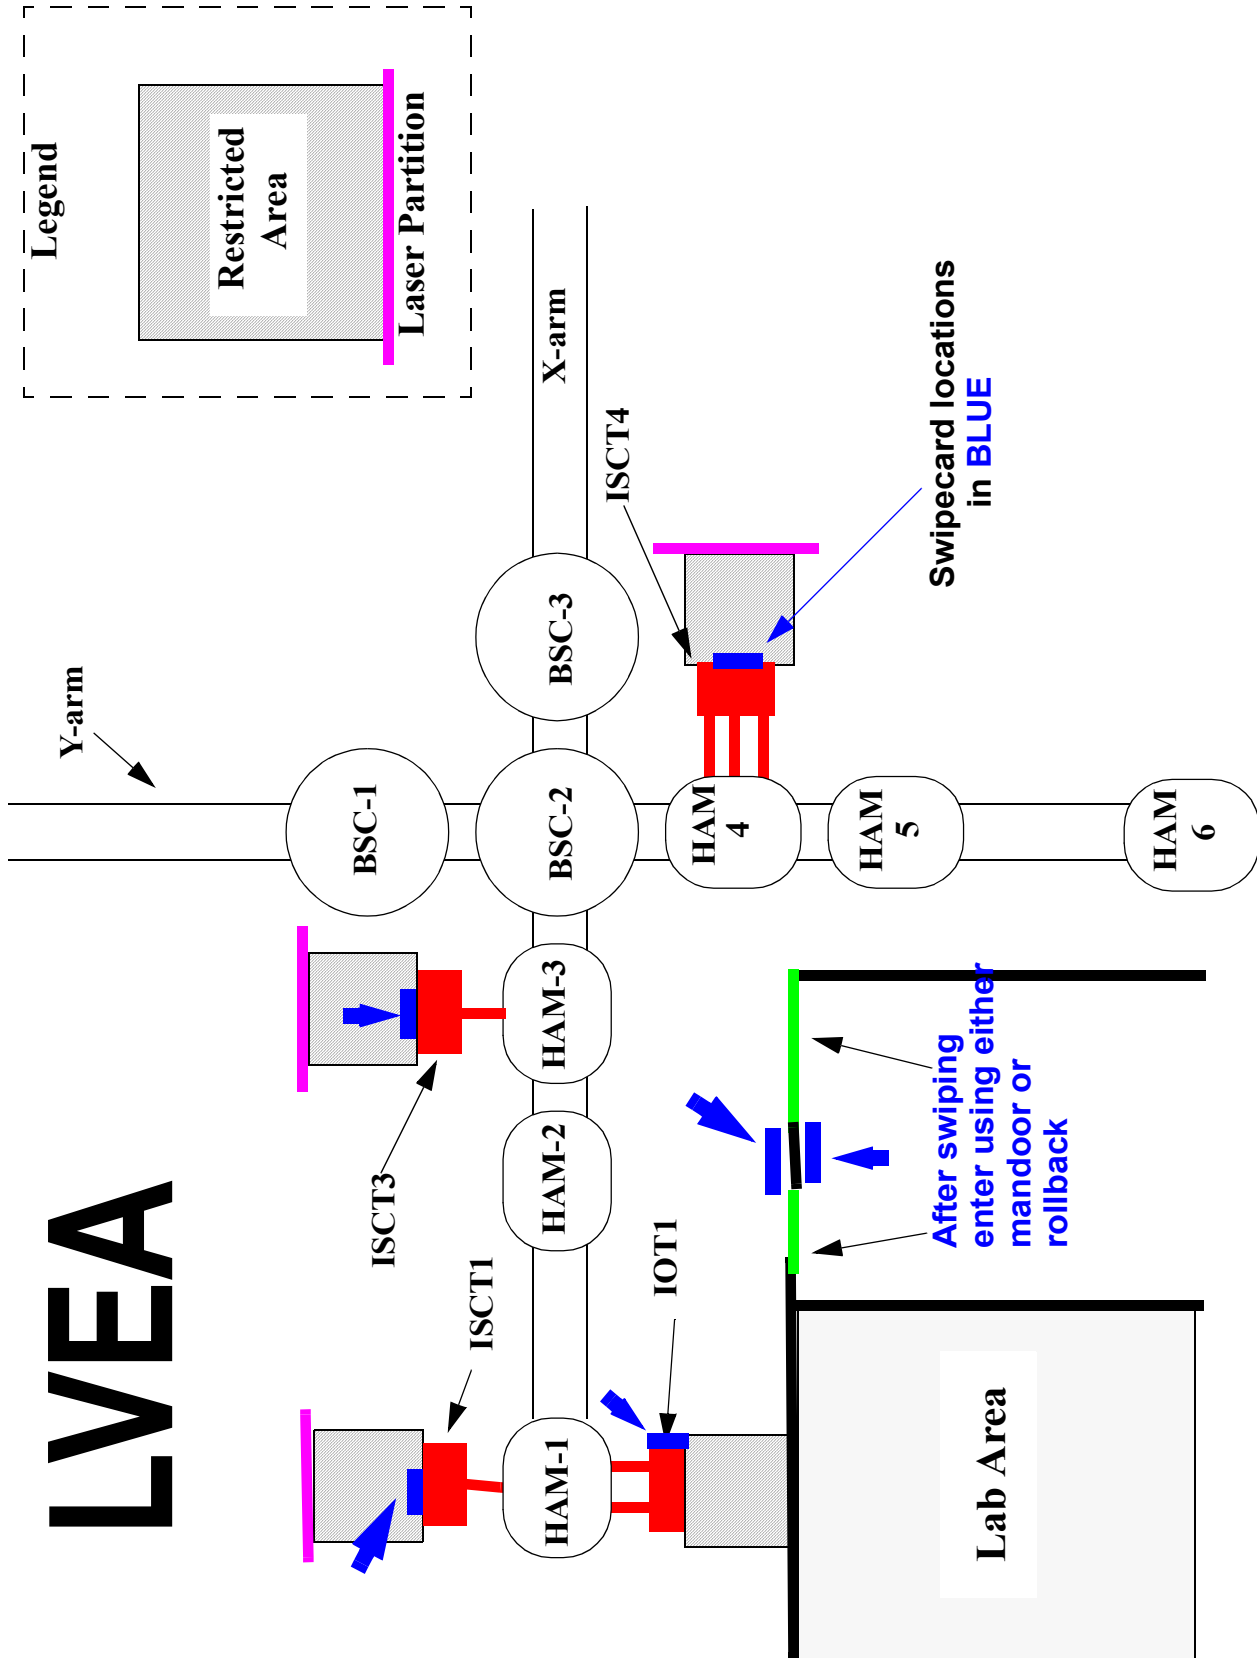 LVEA
Legend
Restricted
Area
Laser Partition
Y-arm
X-arm
BSC-1
BSC-2
BSC-3
ISCT4
HAM
4
HAM
5
HAM
6
HAM-3
HAM-2
HAM-1
ISCT3
ISCT1
IOT1
Swipecard locations
in BLUE
After swiping
enter using either
mandoor or
rollback
Lab Area